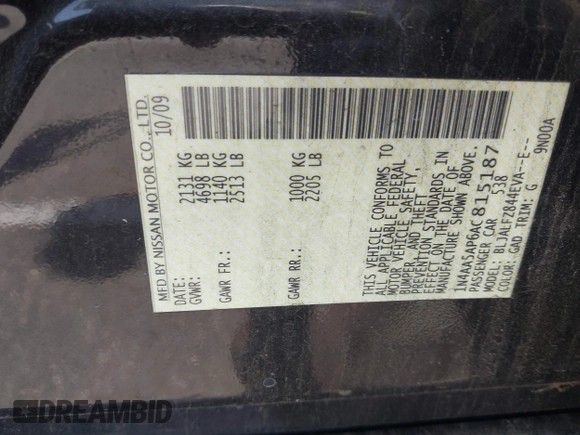 MFD BY NISSAN MOTOR CO., LTD.
DATE: 10/09
GVWR: 2131 KG
4698 LB
GAWR FR.: 1140 KG
2513 LB
GAWR RR.: 1000 KG
2205 LB
THIS VEHICLE CONFORMS TO
ALL APPLICABLE FEDERAL
MOTOR VEHICLE SAFETY,
BUMPER, AND THEFT
PREVENTION STANDARDS IN
EFFECT ON THE DATE OF
MANUFACTURE SHOWN ABOVE.
1N4AA5AP6AC815187
PASSENGER CAR 538
MODEL: BLJALFZ844EVA--E--
COLOR: GAD TRIM: G 9ND0A
DREAMBID